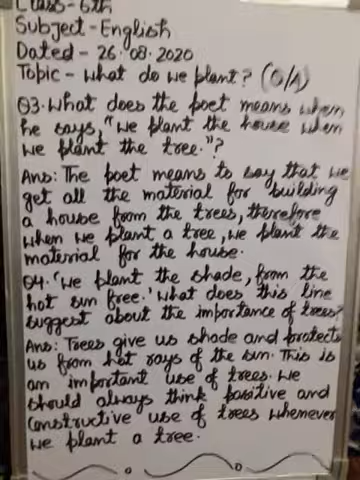 Class-6th
Subject-English
Dated-26.08.2020
Topic-What do we plant? (Q/A)
Q3. What does the poet means when
he says, "We plant the house when
we plant the tree."?
Ans: The poet means to say that we
get all the material for building
a house from the trees, therefore
when we plant a tree, we plant the
material for the house.
Q4. 'We plant the shade, from the
hot sun free.' What does this line
suggest about the importance of trees?
Ans: Trees give us shade and protects
us from hot rays of the sun. This is
an important use of trees. We
should always think positive and
constructive use of trees whenever
we plant a tree.